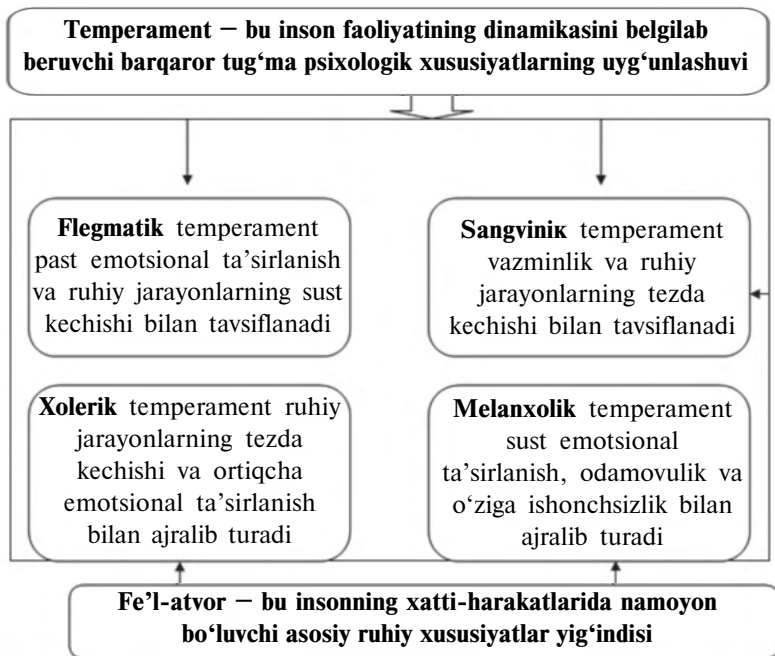 Temperament — bu inson faoliyatining dinamikasini belgilab
beruvchi barqaror tug‘ma psixologik xususiyatlarning uyg‘unlashuvi
Flegmatik temperament
past emotsional ta’sirlanish
va ruhiy jarayonlarning sust
kechishi bilan tavsiflanadi
Sangviniк temperament
vazminlik va ruhiy
jarayonlarning tezda
kechishi bilan tavsiflanadi
Xolerik temperament ruhiy
jarayonlarning tezda
kechishi va ortiqcha
emotsional ta’sirlanish
bilan ajralib turadi
Melanxolik temperament
sust emotsional
ta’sirlanish, odamovulik va
o‘ziga ishonchsizlik bilan
ajralib turadi
Fe’l-atvor — bu insonning xatti-harakatlarida namoyon
bo‘luvchi asosiy ruhiy xususiyatlar yig‘indisi